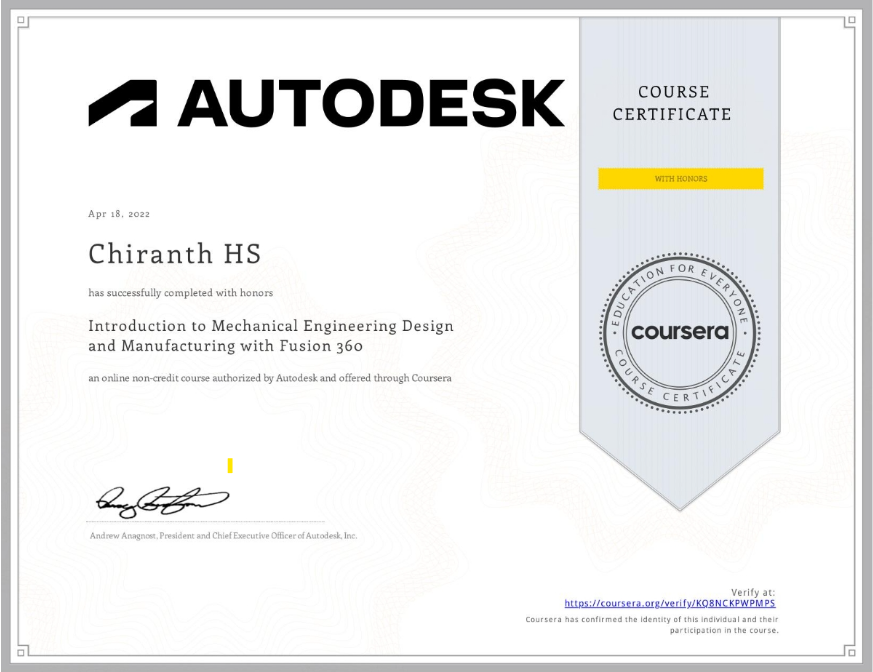 AUTODESK
COURSE
CERTIFICATE
WITH HONORS
Apr 18, 2022
Chiranth HS
has successfully completed with honors
Introduction to Mechanical Engineering Design
and Manufacturing with Fusion 360
an online non-credit course authorized by Autodesk and offered through Coursera
EDUCATION FOR EVERYONE
coursera
COURSE CERTIFICATE
Andrew Anagnost, President and Chief Executive Officer of Autodesk, Inc.
Verify at:
https://coursera.org/verify/KQ8NCKPWPMPS
Coursera has confirmed the identity of this individual and their
participation in the course.